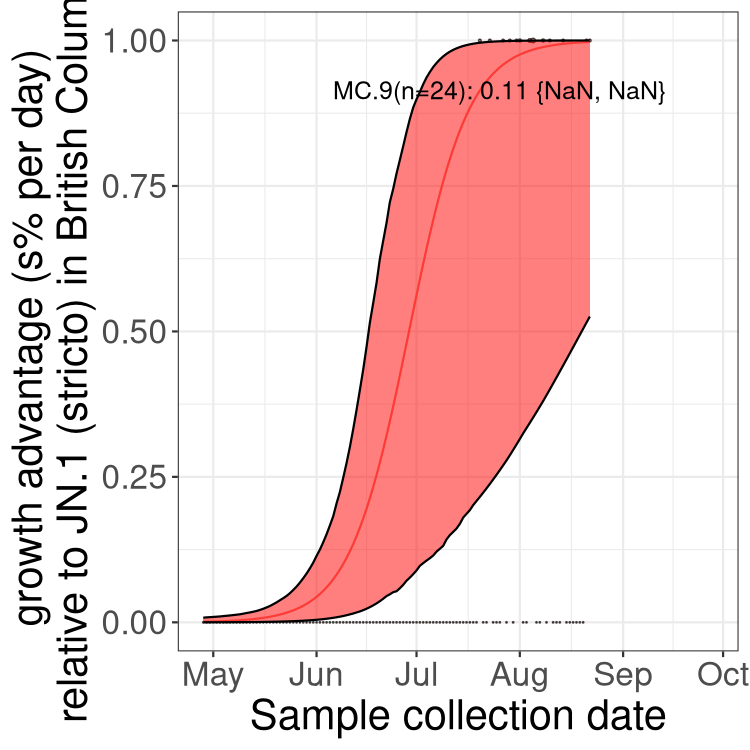 growth advantage (s% per day)
relative to JN.1 (stricto) in British Colum
1.00
0.75
0.50
0.25
0.00
MC.9(n=24): 0.11 {NaN, NaN}
May Jun Jul Aug Sep Oct
Sample collection date